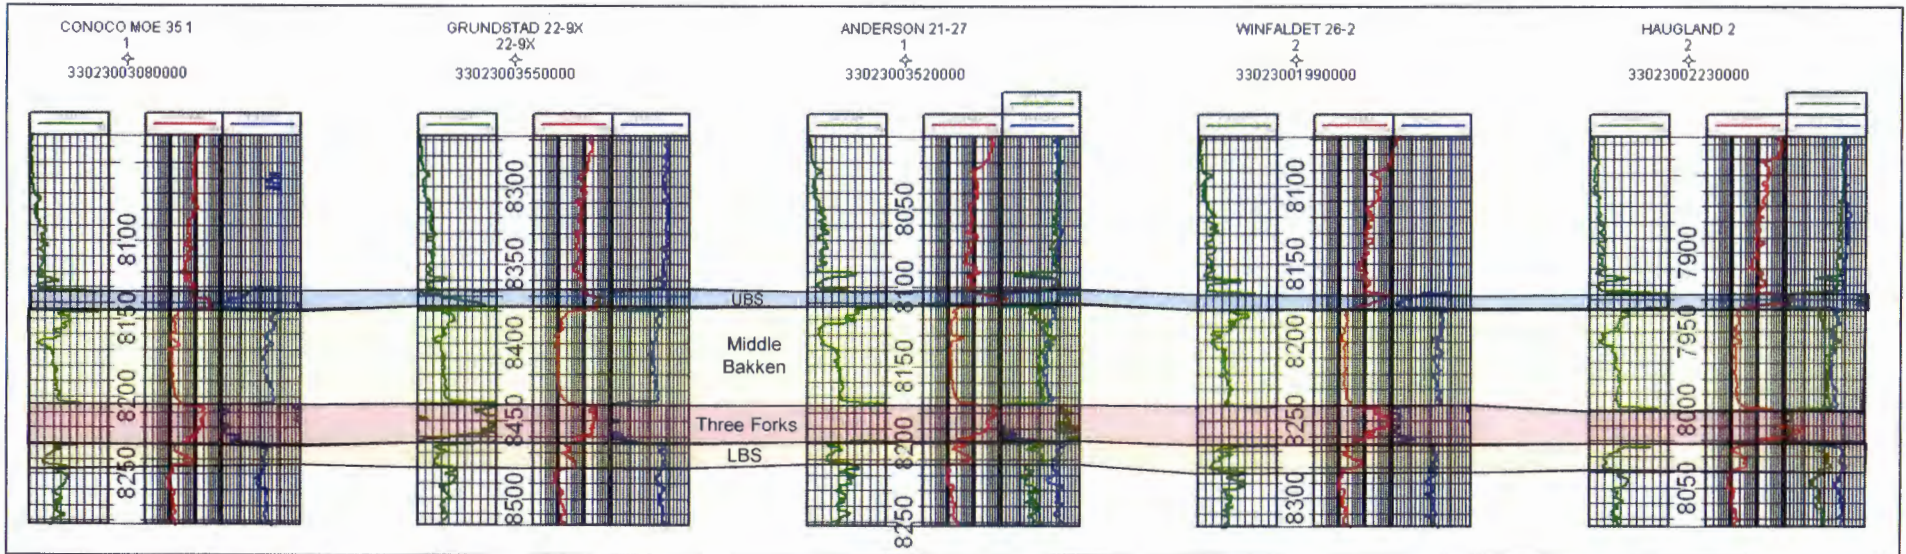 CONOCO MOE 35 1
1
33023003080000
GRUNDSTAD 22-9X
22-9X
33023003550000
ANDERSON 21-27
1
33023003520000
WINFALDET 26-2
2
33023001990000
HAUGLAND 2
2
33023002230000
8100
8150
8200
8250
8300
8350
8400
8450
8500
8050
8100
8150
8200
8250
8100
8150
8200
8250
8300
7900
7950
8000
8050
UBS
Middle
Bakken
Three Forks
LBS